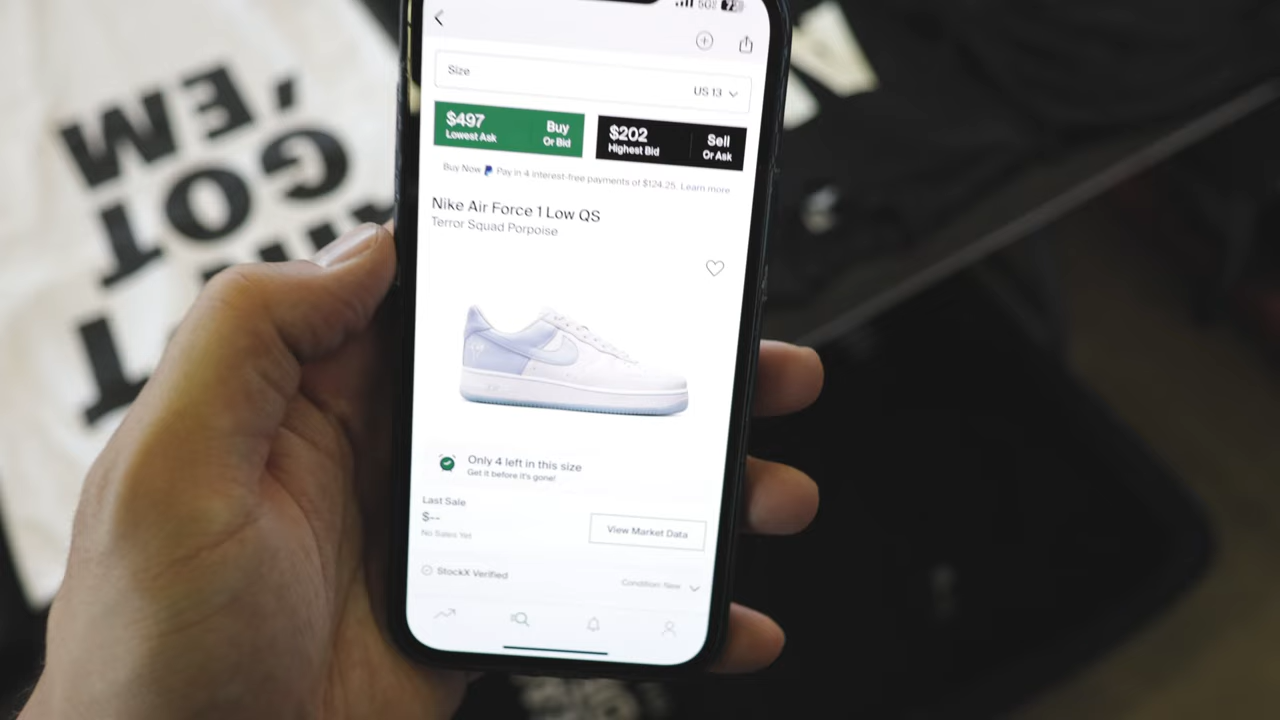 50X
Size
US 13
$497
Lowest Ask
Buy
Or Bid
$202
Highest Bid
Sell
Or Ask
Buy Now Pay in 4 interest-free payments of $124.25. Learn more
Nike Air Force 1 Low QS
Terror Squad Porpoise
Only 4 left in this size
Get it before it's gone!
Last Sale
$--
No Sales Yet
View Market Data
StockX Verified
Condition: New
'EM
GOT